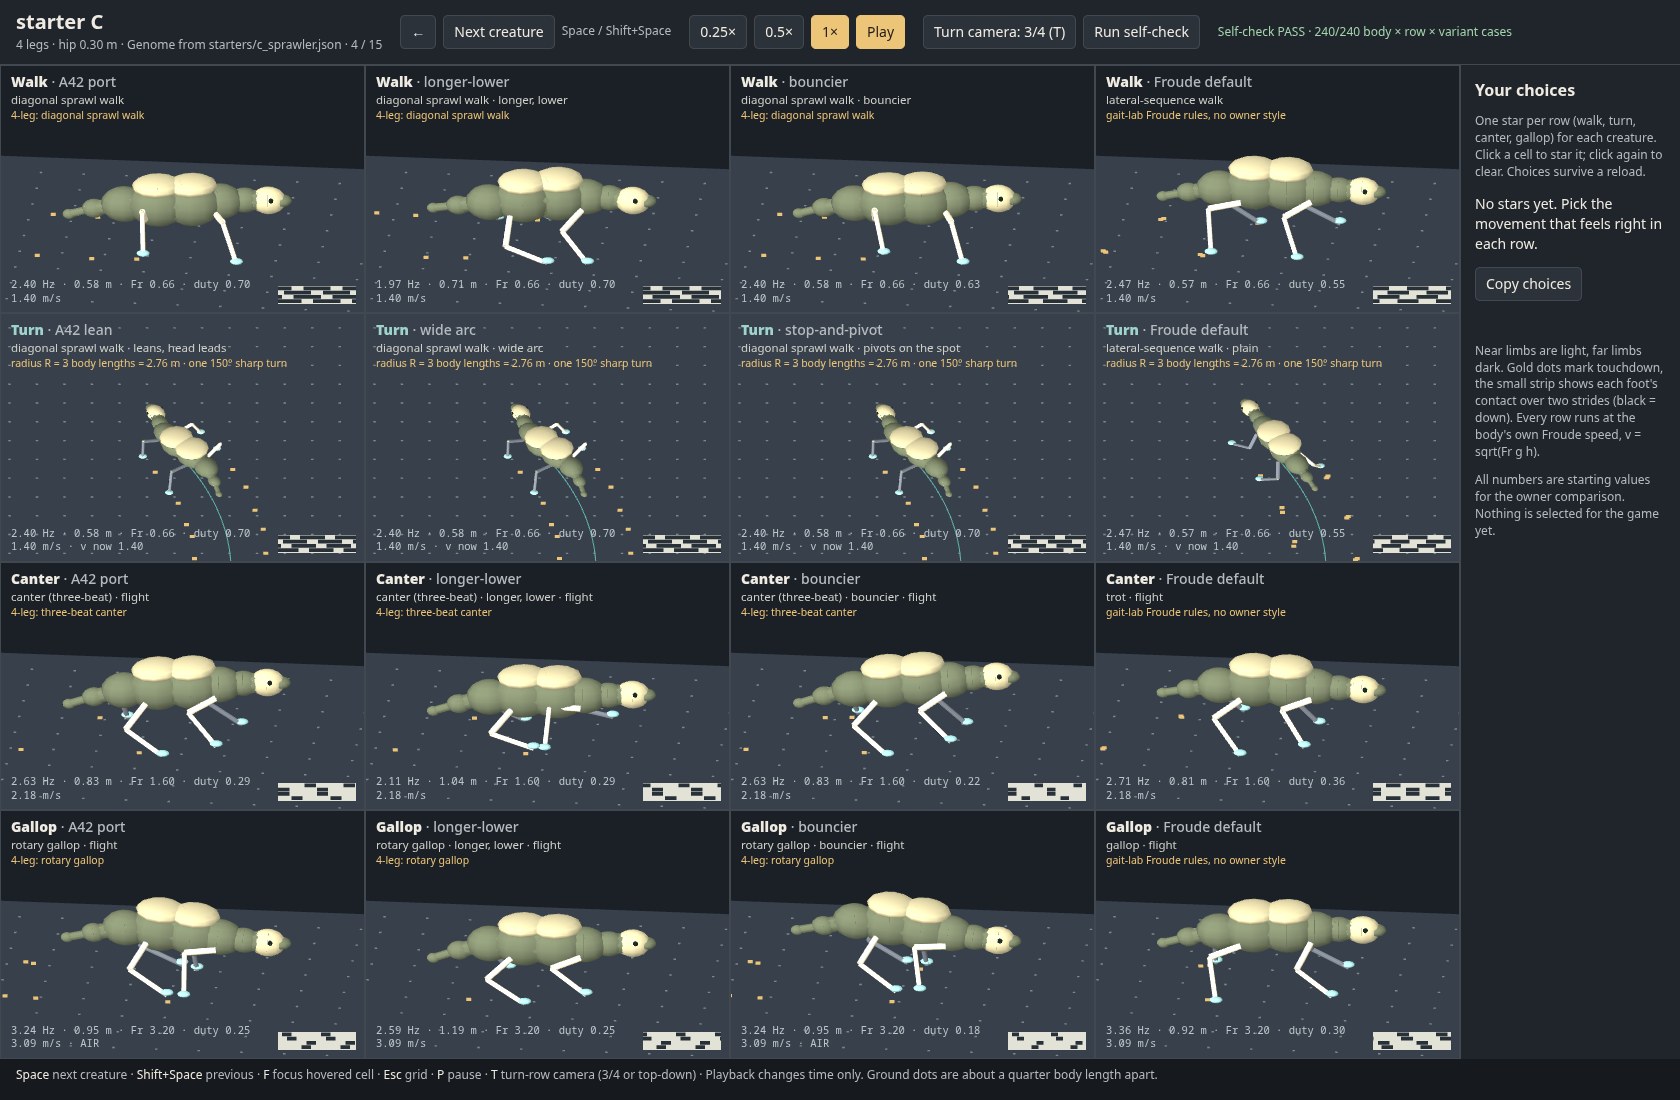 starter C
4 legs · hip 0.30 m · Genome from starters/c_sprawler.json · 4 / 15
←
Next creature
Space / Shift+Space
0.25×
0.5×
1×
Play
Turn camera: 3/4 (T)
Run self-check
Self-check PASS · 240/240 body × row × variant cases
Walk · A42 port
diagonal sprawl walk
4-leg: diagonal sprawl walk
2.40 Hz · 0.58 m · Fr 0.66 · duty 0.70
1.40 m/s
Walk · longer-lower
diagonal sprawl walk · longer, lower
4-leg: diagonal sprawl walk
1.97 Hz · 0.71 m · Fr 0.66 · duty 0.70
1.40 m/s
Walk · bouncier
diagonal sprawl walk · bouncier
4-leg: diagonal sprawl walk
2.40 Hz · 0.58 m · Fr 0.66 · duty 0.63
1.40 m/s
Walk · Froude default
lateral-sequence walk
gait-lab Froude rules, no owner style
2.47 Hz · 0.57 m · Fr 0.66 · duty 0.55
1.40 m/s
Turn · A42 lean
diagonal sprawl walk · leans, head leads
radius R = 3 body lengths = 2.76 m · one 150° sharp turn
2.40 Hz · 0.58 m · Fr 0.66 · duty 0.70
1.40 m/s · v now 1.40
Turn · wide arc
diagonal sprawl walk · wide arc
radius R = 3 body lengths = 2.76 m · one 150° sharp turn
2.40 Hz · 0.58 m · Fr 0.66 · duty 0.70
1.40 m/s · v now 1.40
Turn · stop-and-pivot
diagonal sprawl walk · pivots on the spot
radius R = 3 body lengths = 2.76 m · one 150° sharp turn
2.40 Hz · 0.58 m · Fr 0.66 · duty 0.70
1.40 m/s · v now 1.40
Turn · Froude default
lateral-sequence walk · plain
radius R = 3 body lengths = 2.76 m · one 150° sharp turn
2.47 Hz · 0.57 m · Fr 0.66 · duty 0.55
1.40 m/s · v now 1.40
Canter · A42 port
canter (three-beat) · flight
4-leg: three-beat canter
2.63 Hz · 0.83 m · Fr 1.60 · duty 0.29
2.18 m/s
Canter · longer-lower
canter (three-beat) · longer, lower · flight
4-leg: three-beat canter
2.11 Hz · 1.04 m · Fr 1.60 · duty 0.29
2.18 m/s
Canter · bouncier
canter (three-beat) · bouncier · flight
4-leg: three-beat canter
2.63 Hz · 0.83 m · Fr 1.60 · duty 0.22
2.18 m/s
Canter · Froude default
trot · flight
gait-lab Froude rules, no owner style
2.71 Hz · 0.81 m · Fr 1.60 · duty 0.36
2.18 m/s
Gallop · A42 port
rotary gallop · flight
4-leg: rotary gallop
3.24 Hz · 0.95 m · Fr 3.20 · duty 0.25
3.09 m/s · AIR
Gallop · longer-lower
rotary gallop · longer, lower · flight
4-leg: rotary gallop
2.59 Hz · 1.19 m · Fr 3.20 · duty 0.25
3.09 m/s
Gallop · bouncier
rotary gallop · bouncier · flight
4-leg: rotary gallop
3.24 Hz · 0.95 m · Fr 3.20 · duty 0.18
3.09 m/s · AIR
Gallop · Froude default
gallop · flight
gait-lab Froude rules, no owner style
3.36 Hz · 0.92 m · Fr 3.20 · duty 0.30
3.09 m/s
Your choices
One star per row (walk, turn,
canter, gallop) for each creature.
Click a cell to star it; click again to
clear. Choices survive a reload.
No stars yet. Pick the
movement that feels right in
each row.
Copy choices
Near limbs are light, far limbs
dark. Gold dots mark touchdown,
the small strip shows each foot's
contact over two strides (black =
down). Every row runs at the
body's own Froude speed, v =
sqrt(Fr g h).
All numbers are starting values
for the owner comparison.
Nothing is selected for the game
yet.
Space next creature · Shift+Space previous · F focus hovered cell · Esc grid · P pause · T turn-row camera (3/4 or top-down) · Playback changes time only. Ground dots are about a quarter body length apart.